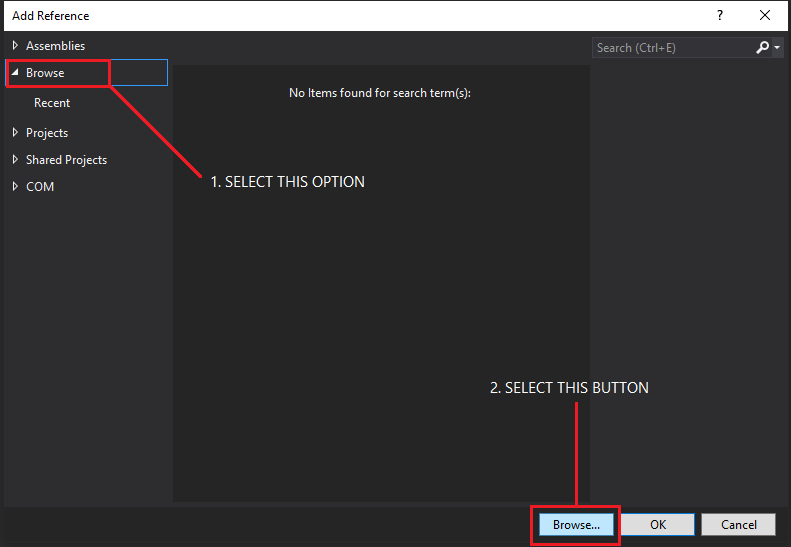 Add Reference
?
Assemblies
Search (Ctrl+E)
Browse
Recent
No Items found for search term(s):
Projects
Shared Projects
COM
1. SELECT THIS OPTION
2. SELECT THIS BUTTON
Browse...
OK
Cancel